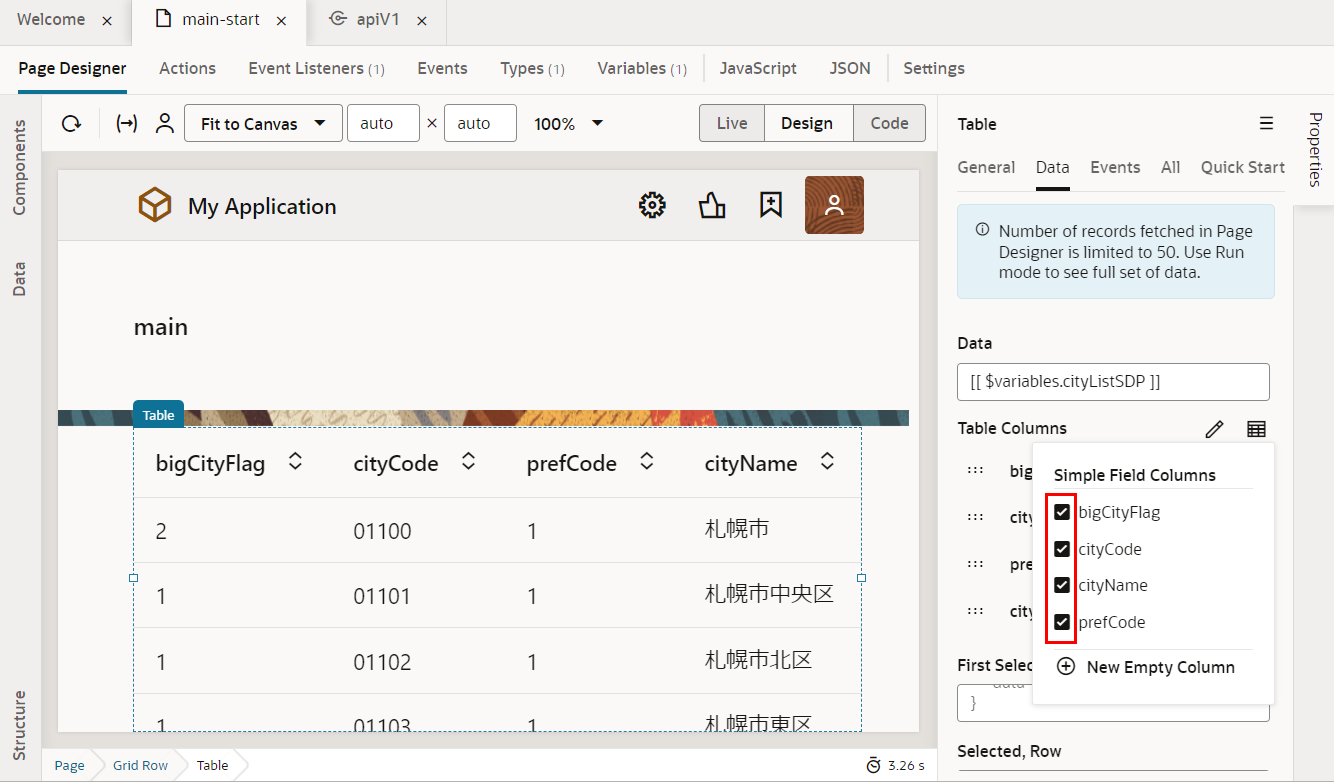 Welcome × main-start × apiV1 ×
Page Designer Actions Event Listeners (1) Events Types (1) Variables (1) JavaScript JSON Settings
Components
Data
Structure
Fit to Canvas auto × auto 100% Live Design Code
My Application
main
Table
bigCityFlag cityCode prefCode cityName
2 01100 1 札幌市
1 01101 1 札幌市中央区
1 01102 1 札幌市北区
1 01103 1 札幌市東区
Page Grid Row Table 3.26 s
Table
General Data Events All Quick Start
Number of records fetched in Page
Designer is limited to 50. Use Run
mode to see full set of data.
Data
[[ $variables.cityListSDP ]]
Table Columns
big
city
pre
city
Simple Field Columns
bigCityFlag
cityCode
cityName
prefCode
New Empty Column
First Selec
data
}
Selected, Row
Properties